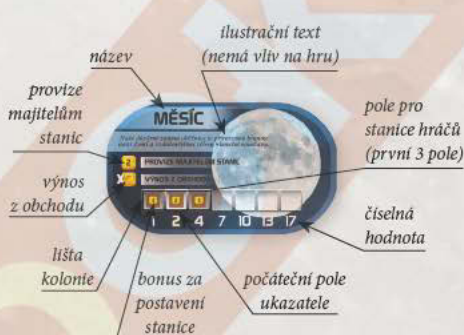 ilustrační text
(nemá vliv na hru)
název
provize
majitelům
stanic
MĚSÍC
pole pro
stanice hráčů
(první 3 pole)
2 PROVIZE MAJITELŮM STANIC
X VÝNOS Z OBCHODU
výnos
z obchodu
1 2 4 7 10 13 17
číselná
hodnota
lišta
kolonie
bonus za
postavení
stanice
počáteční pole
ukazatele